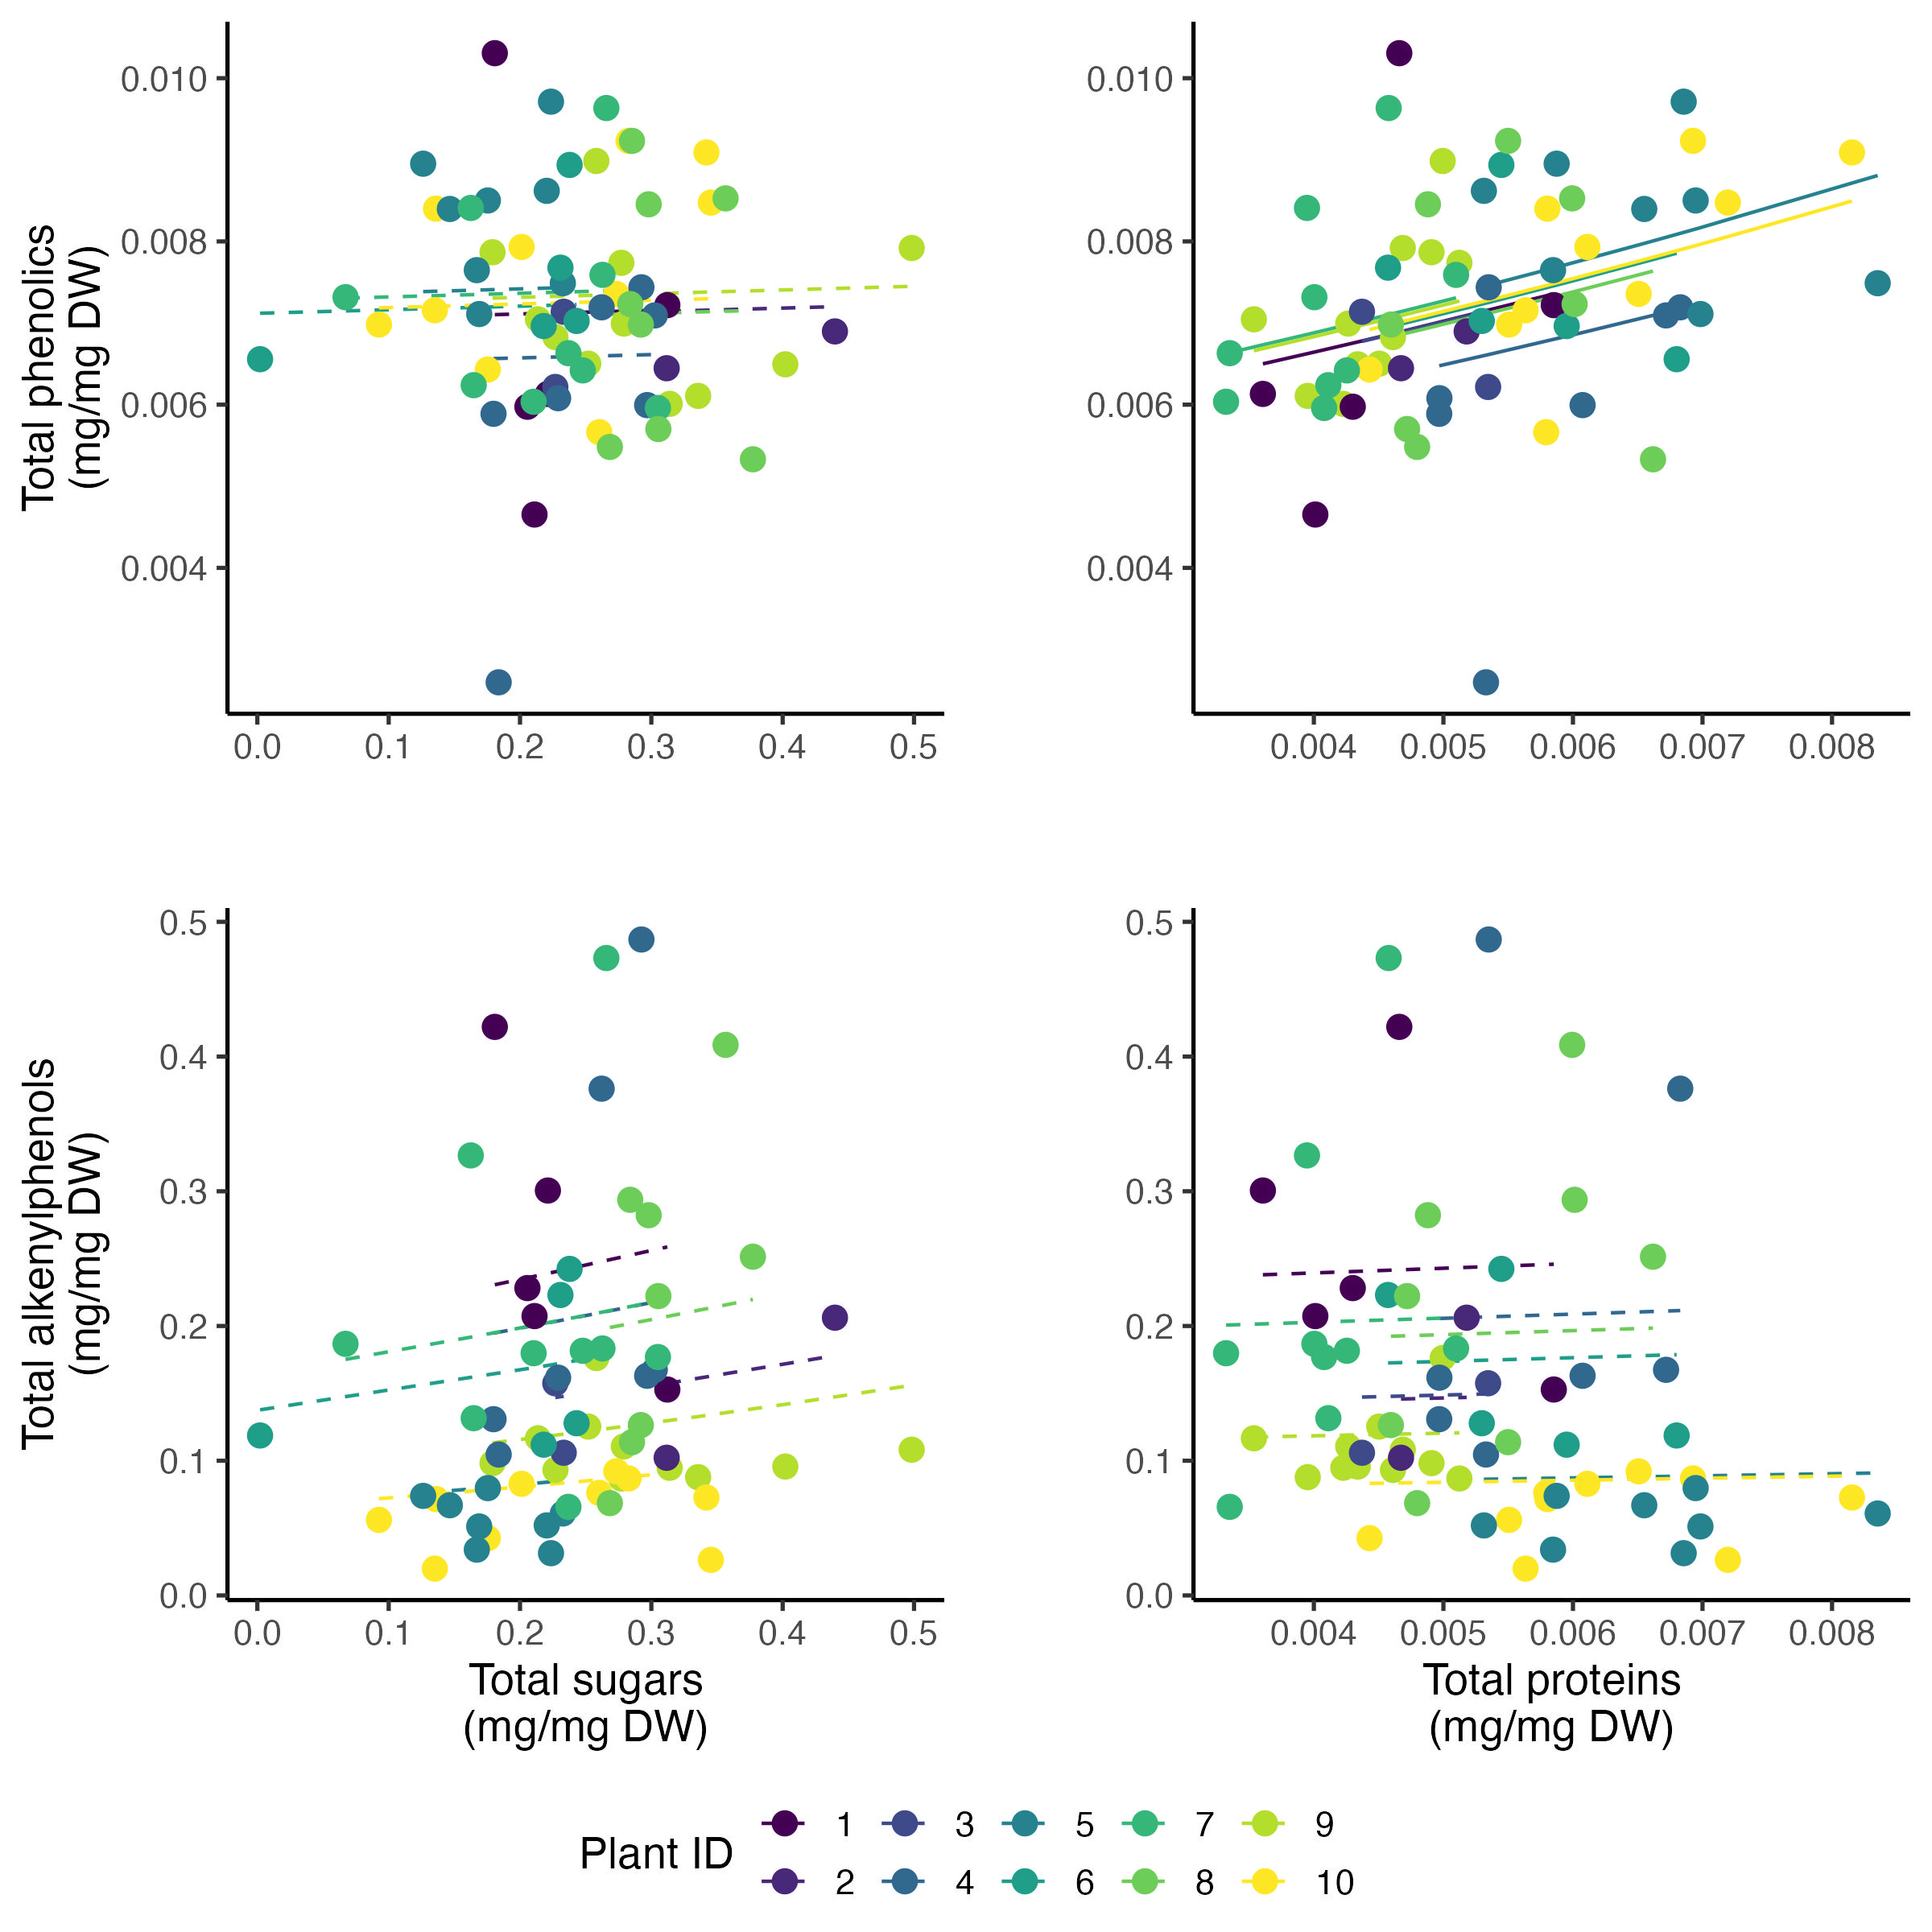 Total phenolics
(mg/mg DW)
0.010
0.008
0.006
0.004
0.0 0.1 0.2 0.3 0.4 0.5
0.010
0.008
0.006
0.004
0.004 0.005 0.006 0.007 0.008
Total alkenylphenols
(mg/mg DW)
0.5
0.4
0.3
0.2
0.1
0.0
0.0 0.1 0.2 0.3 0.4 0.5
Total sugars
(mg/mg DW)
0.5
0.4
0.3
0.2
0.1
0.0
0.004 0.005 0.006 0.007 0.008
Total proteins
(mg/mg DW)
Plant ID
1 3 5 7 9
2 4 6 8 10